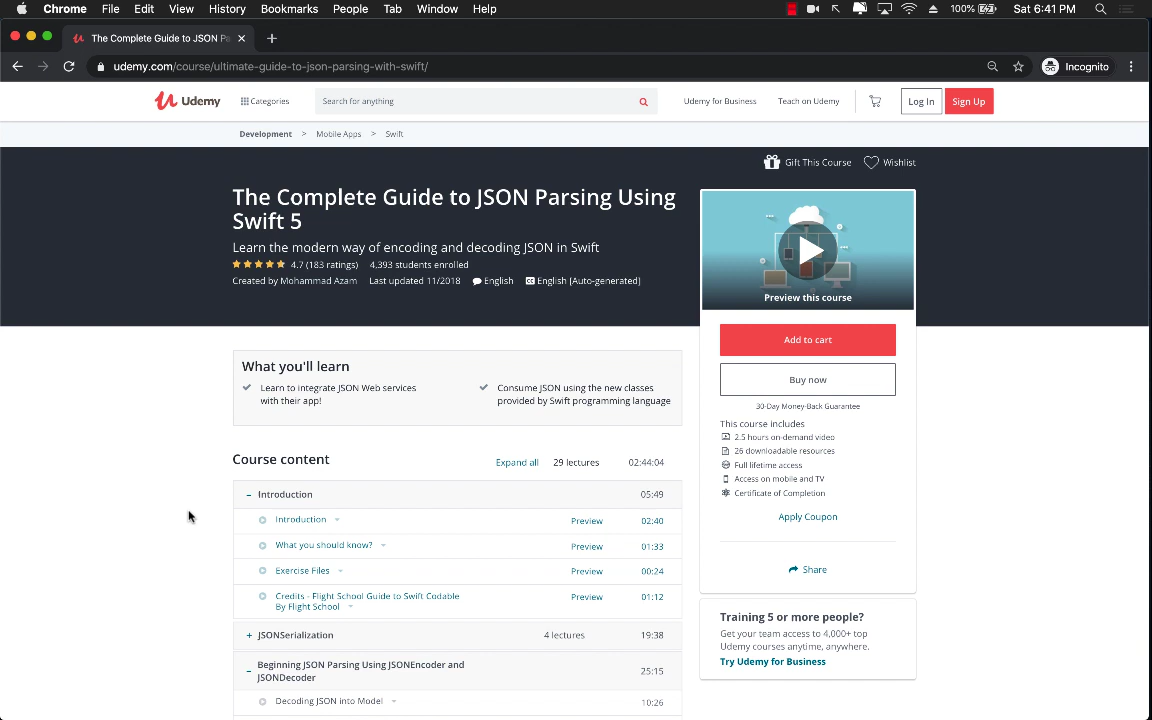 Chrome File Edit View History Bookmarks People Tab Window Help 100% Sat 6:41 PM
The Complete Guide to JSON Pa
udemy.com/course/ultimate-guide-to-json-parsing-with-swift/ Incognito
Udemy Categories Search for anything Udemy for Business Teach on Udemy Log In Sign Up
Development > Mobile Apps > Swift
Gift This Course Wishlist
The Complete Guide to JSON Parsing Using
Swift 5
Learn the modern way of encoding and decoding JSON in Swift
4.7 (183 ratings) 4,393 students enrolled
Created by Mohammad Azam Last updated 11/2018 English English [Auto-generated]
Preview this course
Add to cart
Buy now
30-Day Money-Back Guarantee
This course includes
2.5 hours on-demand video
26 downloadable resources
Full lifetime access
Access on mobile and TV
Certificate of Completion
Apply Coupon
Share
Training 5 or more people?
Get your team access to 4,000+ top
Udemy courses anytime, anywhere.
Try Udemy for Business
What you'll learn
Learn to integrate JSON Web services
with their app!
Consume JSON using the new classes
provided by Swift programming language
Course content Expand all 29 lectures 02:44:04
– Introduction 05:49
Introduction Preview 02:40
What you should know? Preview 01:33
Exercise Files Preview 00:24
Credits - Flight School Guide to Swift Codable
By Flight School Preview 01:12
+ JSONSerialization 4 lectures 19:38
– Beginning JSON Parsing Using JSONEncoder and
JSONDecoder 25:15
Decoding JSON into Model 10:26